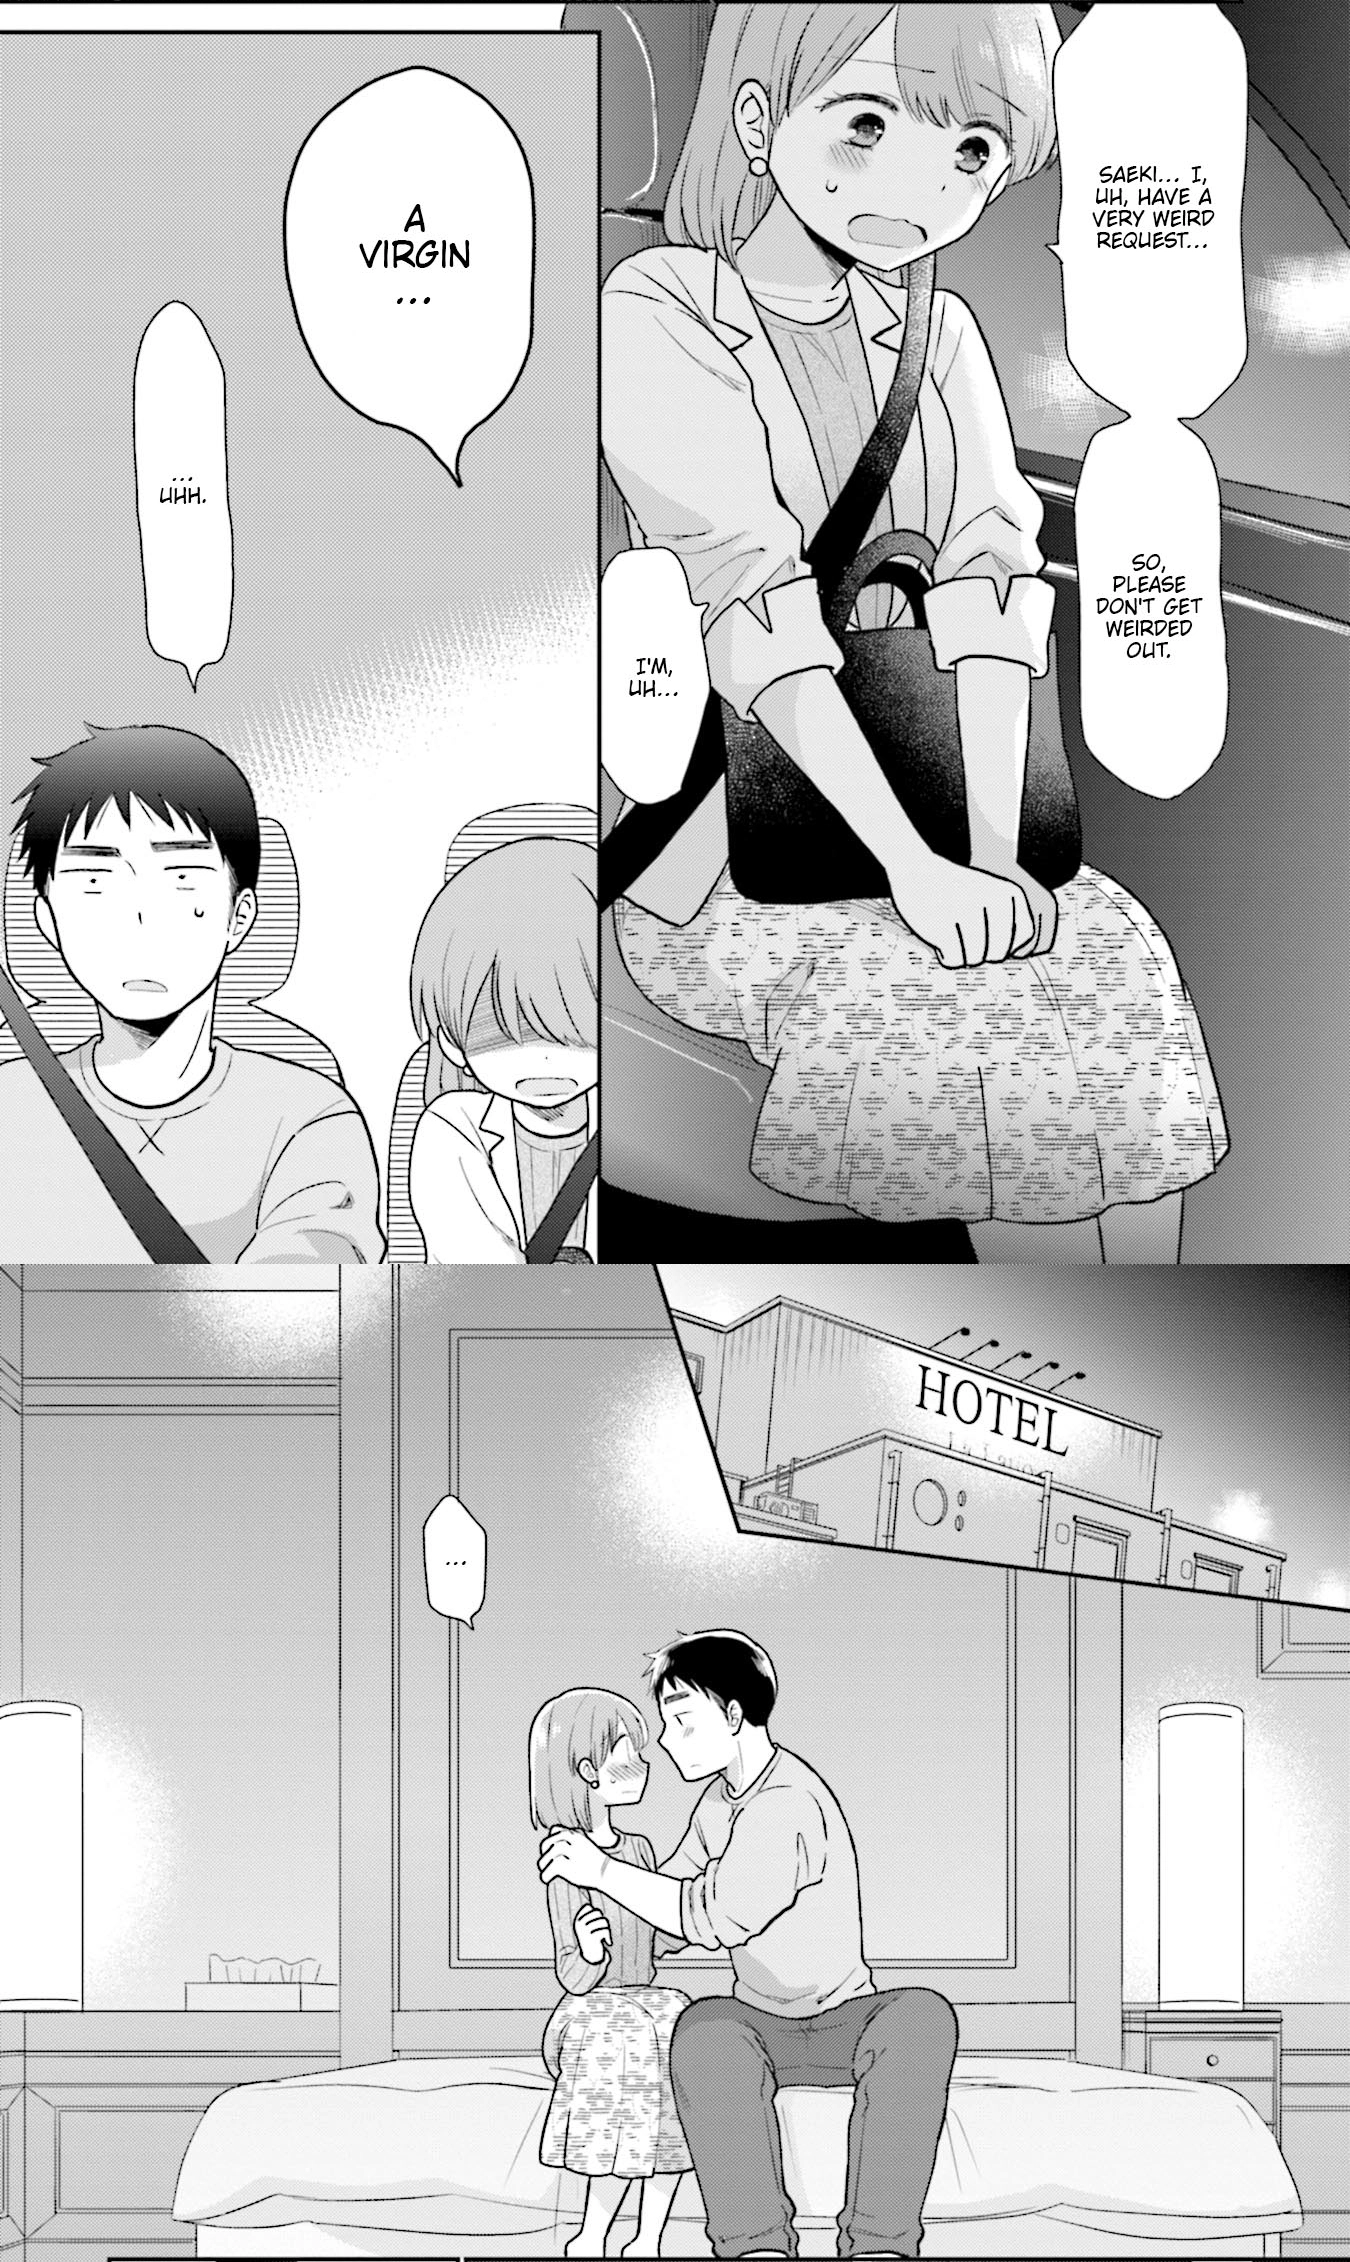 SAEKI... I,
UH, HAVE A
VERY WEIRD
REQUEST...
SO,
PLEASE
DON'T GET
WEIRDED
OUT.
I'M,
UH...
A
VIRGIN
...
...
UHH.
HOTEL
...